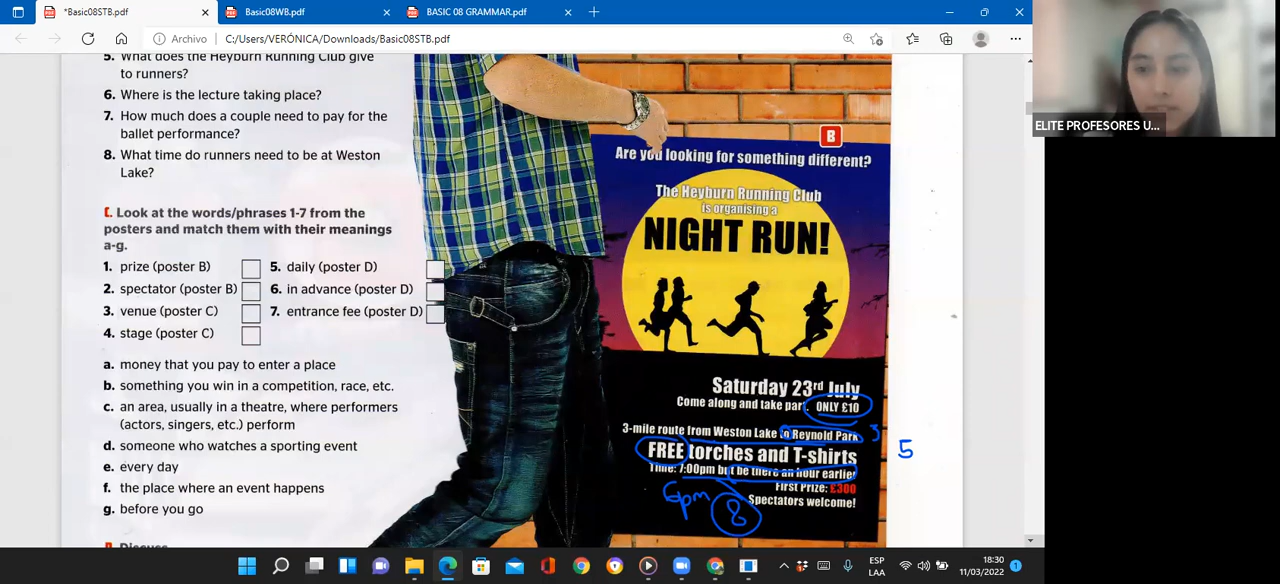 *Basic08STB.pdf
Basic08WB.pdf
BASIC 08 GRAMMAR.pdf
Archivo
C:/Users/VERÓNICA/Downloads/Basic08STB.pdf
ELITE PROFESORES U...
5. What does the Heyburn Running Club give
to runners?
6. Where is the lecture taking place?
7. How much does a couple need to pay for the
ballet performance?
8. What time do runners need to be at Weston
Lake?
C. Look at the words/phrases 1-7 from the
posters and match them with their meanings
a-g.
1. prize (poster B)
2. spectator (poster B)
3. venue (poster C)
4. stage (poster C)
5. daily (poster D)
6. in advance (poster D)
7. entrance fee (poster D)
a. money that you pay to enter a place
b. something you win in a competition, race, etc.
c. an area, usually in a theatre, where performers
(actors, singers, etc.) perform
d. someone who watches a sporting event
e. every day
f. the place where an event happens
g. before you go
D. Discuss
B
Are you looking for something different?
The Heyburn Running Club
is organising a
NIGHT RUN!
Saturday 23rd July
Come along and take part. ONLY £10
3-mile route from Weston Lake to Reynold Park 3
FREE torches and T-shirts 5
Time: 7:00pm but be there an hour earlier
First Prize: £300
6pm
Spectators welcome!
8
ESP
LAA
18:30
11/03/2022
1